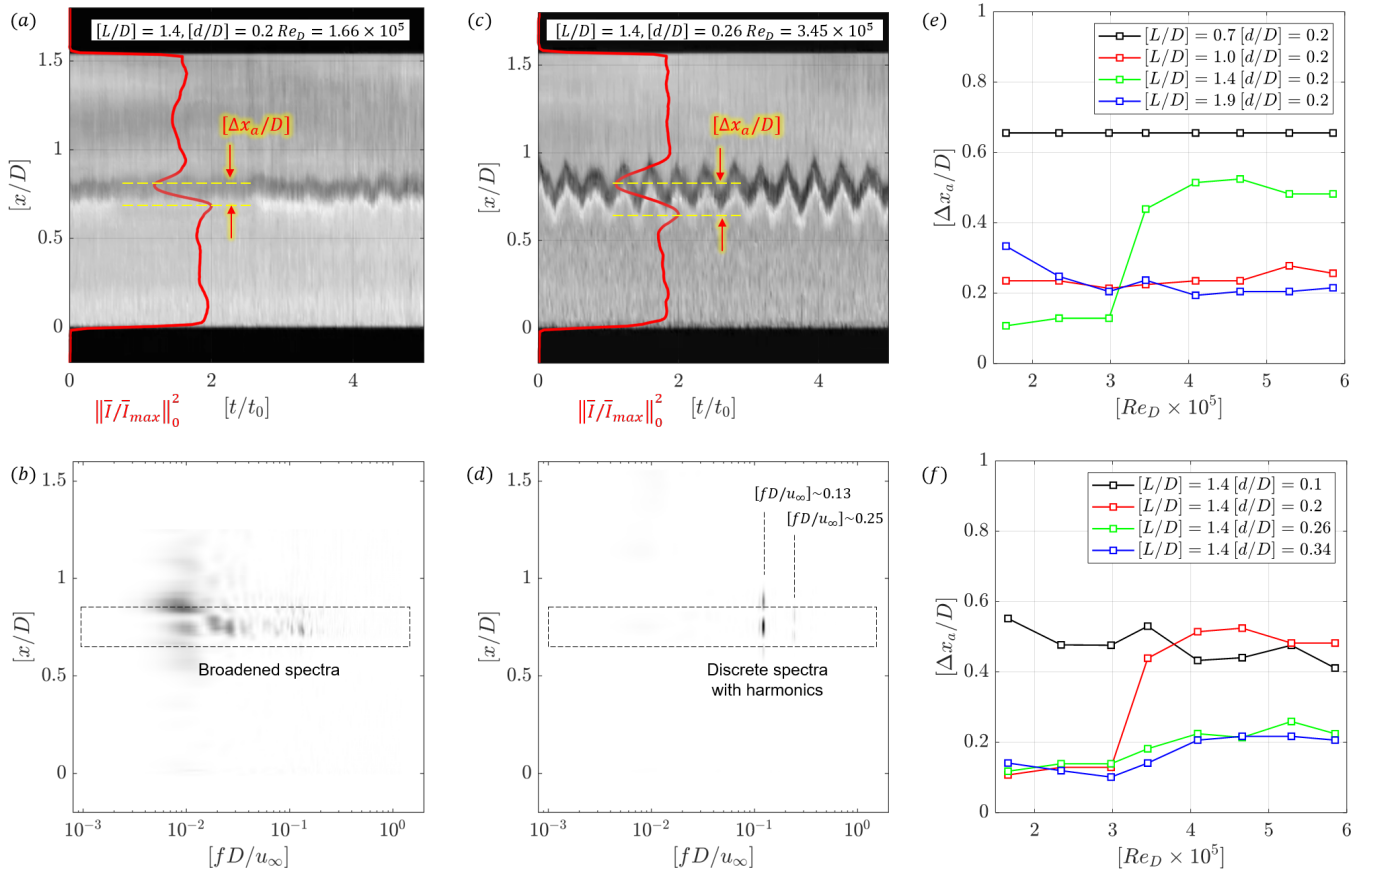 (a)
[L/D] = 1.4, [d/D] = 0.2 Re_D = 1.66 × 10^5
1.5
1
0.5
0
[x/D]
[Δx_a/D]
0
2
4
‖Ī/Ī_max‖_0^2
[t/t_0]
(c)
[L/D] = 1.4, [d/D] = 0.26 Re_D = 3.45 × 10^5
1.5
1
0.5
0
[x/D]
[Δx_a/D]
0
2
4
‖Ī/Ī_max‖_0^2
[t/t_0]
(e)
[L/D] = 0.7 [d/D] = 0.2
[L/D] = 1.0 [d/D] = 0.2
[L/D] = 1.4 [d/D] = 0.2
[L/D] = 1.9 [d/D] = 0.2
1
0.8
0.6
0.4
0.2
0
[Δx_a/D]
2
3
4
5
6
[Re_D × 10^5]
(b)
1.5
1
0.5
0
[x/D]
Broadened spectra
10^-3
10^-2
10^-1
10^0
[fD/u_∞]
(d)
1.5
1
0.5
0
[x/D]
[fD/u_∞]~0.13
[fD/u_∞]~0.25
Discrete spectra
with harmonics
10^-3
10^-2
10^-1
10^0
[fD/u_∞]
(f)
[L/D] = 1.4 [d/D] = 0.1
[L/D] = 1.4 [d/D] = 0.2
[L/D] = 1.4 [d/D] = 0.26
[L/D] = 1.4 [d/D] = 0.34
1
0.8
0.6
0.4
0.2
0
[Δx_a/D]
2
3
4
5
6
[Re_D × 10^5]